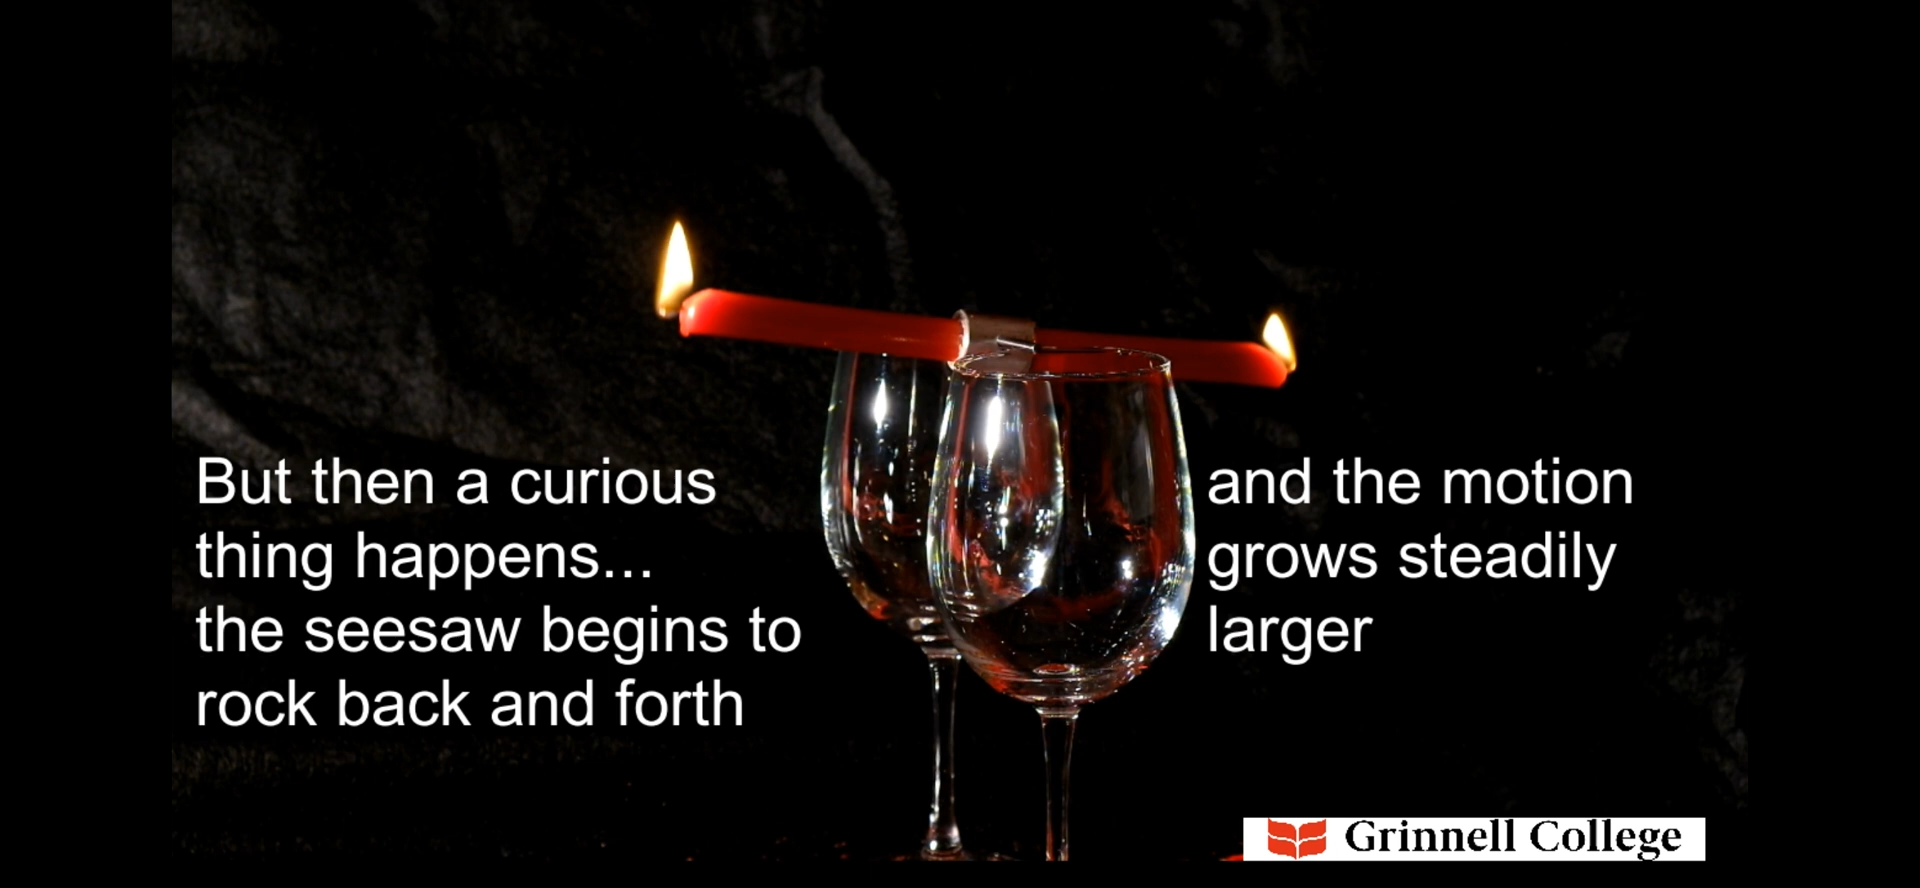 But then a curious
thing happens...
the seesaw begins to
rock back and forth
and the motion
grows steadily
larger
Grinnell College